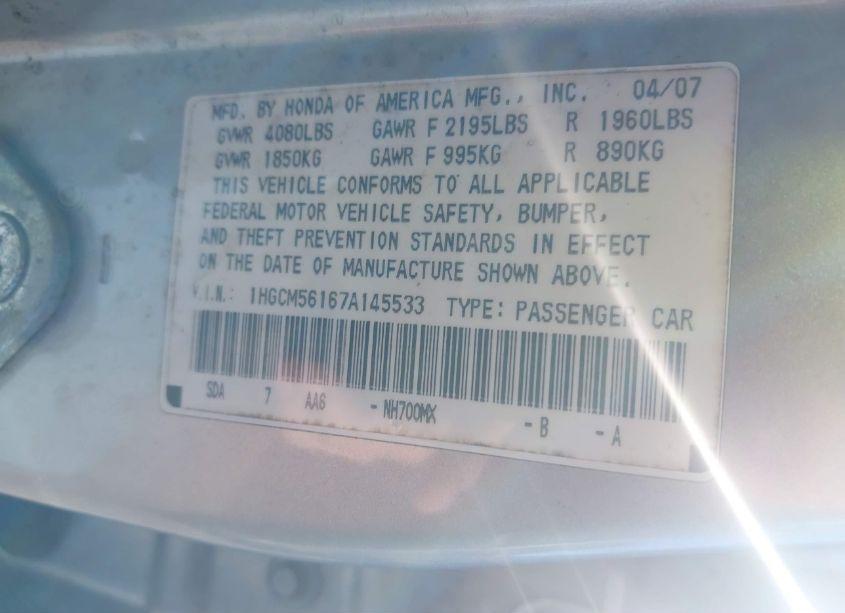 MFD. BY HONDA OF AMERICA MFG., INC. 04/07
GVWR 4080LBS GAWR F 2195LBS R 1960LBS
GVWR 1850KG GAWR F 995KG R 890KG
THIS VEHICLE CONFORMS TO ALL APPLICABLE
FEDERAL MOTOR VEHICLE SAFETY, BUMPER,
AND THEFT PREVENTION STANDARDS IN EFFECT
ON THE DATE OF MANUFACTURE SHOWN ABOVE.
V.I.N.: 1HGCM56167A145533 TYPE: PASSENGER CAR
SDA 7 AA6 - NH700MX - B - A